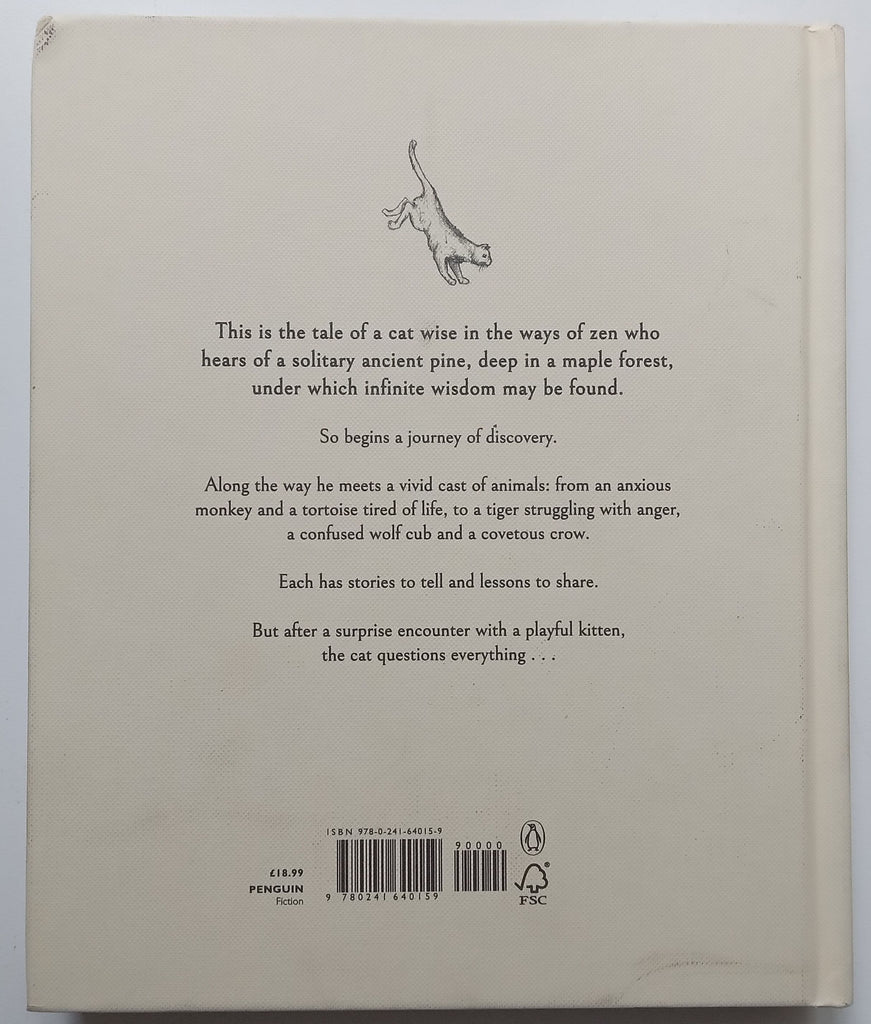 This is the tale of a cat wise in the ways of zen who
hears of a solitary ancient pine, deep in a maple forest,
under which infinite wisdom may be found.
So begins a journey of discovery.
Along the way he meets a vivid cast of animals: from an anxious
monkey and a tortoise tired of life, to a tiger struggling with anger,
a confused wolf cub and a covetous crow.
Each has stories to tell and lessons to share.
But after a surprise encounter with a playful kitten,
the cat questions everything . . .
£18.99
PENGUIN
Fiction
ISBN 978-0-241-64015-9
90000
9 780241 640159
®
FSC